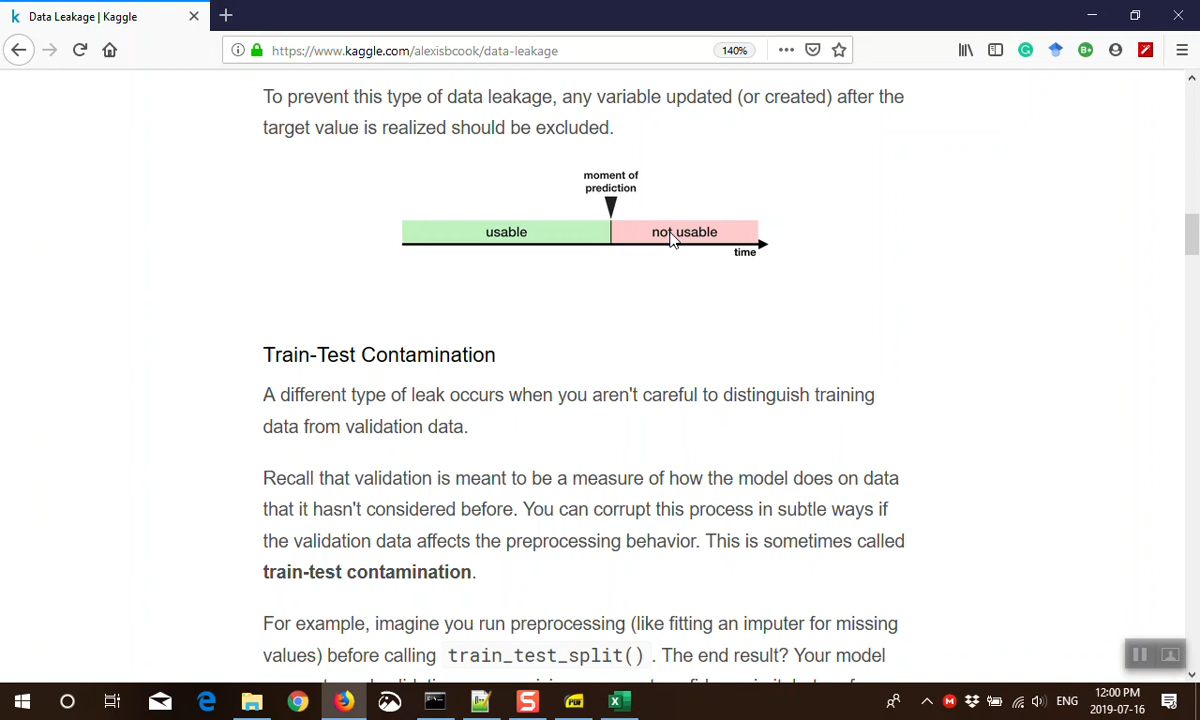 Data Leakage | Kaggle
https://www.kaggle.com/alexisbcook/data-leakage
140%
To prevent this type of data leakage, any variable updated (or created) after the
target value is realized should be excluded.
moment of
prediction
usable
not usable
time
Train-Test Contamination
A different type of leak occurs when you aren't careful to distinguish training
data from validation data.
Recall that validation is meant to be a measure of how the model does on data
that it hasn't considered before. You can corrupt this process in subtle ways if
the validation data affects the preprocessing behavior. This is sometimes called
train-test contamination.
For example, imagine you run preprocessing (like fitting an imputer for missing
values) before calling train_test_split() . The end result? Your model
ENG
12:00 PM
2019-07-16